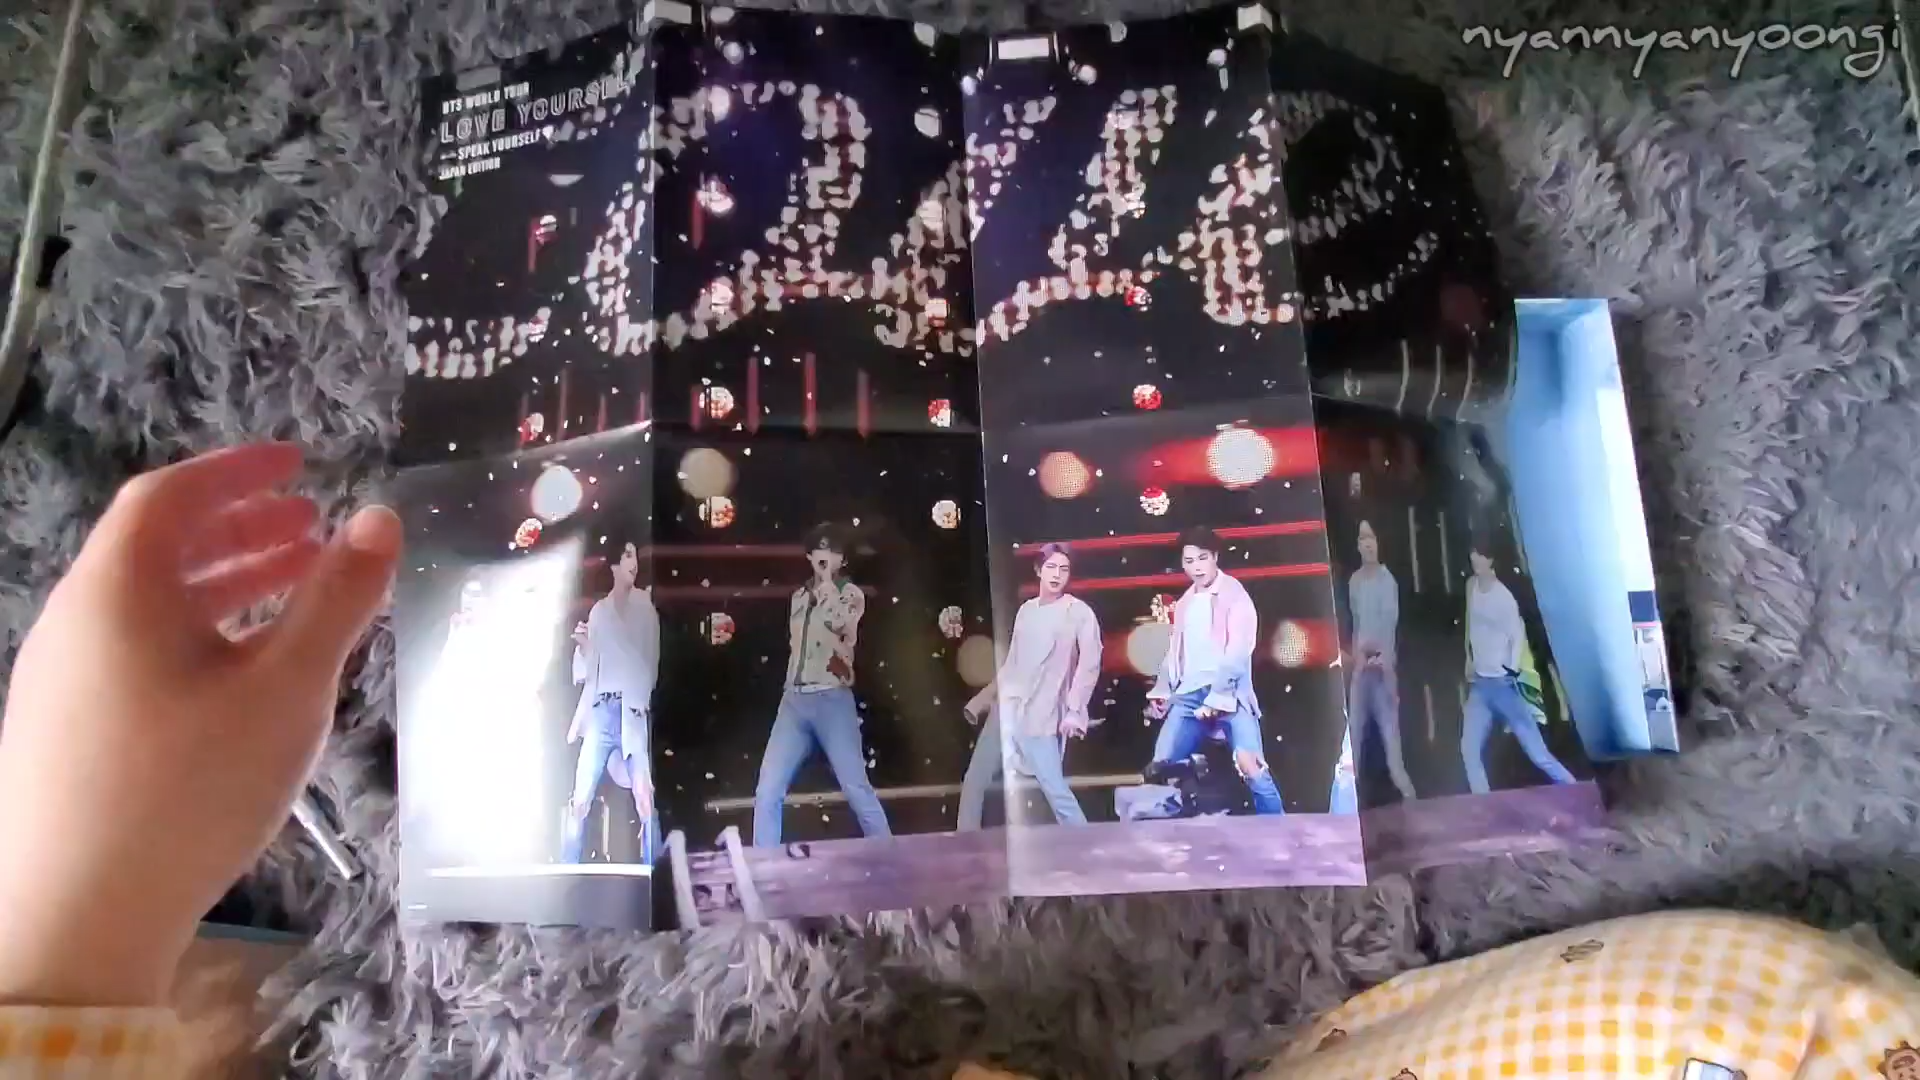 nyannyanyoongi
BTS WORLD TOUR
LOVE YOURSELF
SPEAK YOURSELF
JAPAN EDITION